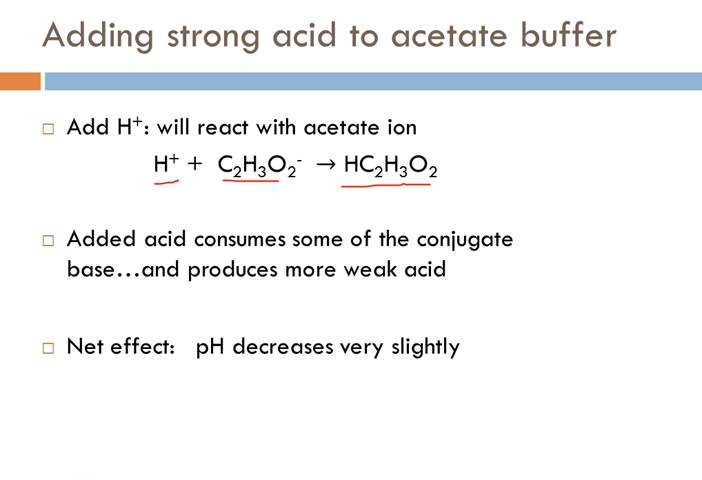 Adding strong acid to acetate buffer
Add H⁺: will react with acetate ion
H⁺ + C₂H₃O₂⁻ → HC₂H₃O₂
Added acid consumes some of the conjugate
base…and produces more weak acid
Net effect: pH decreases very slightly